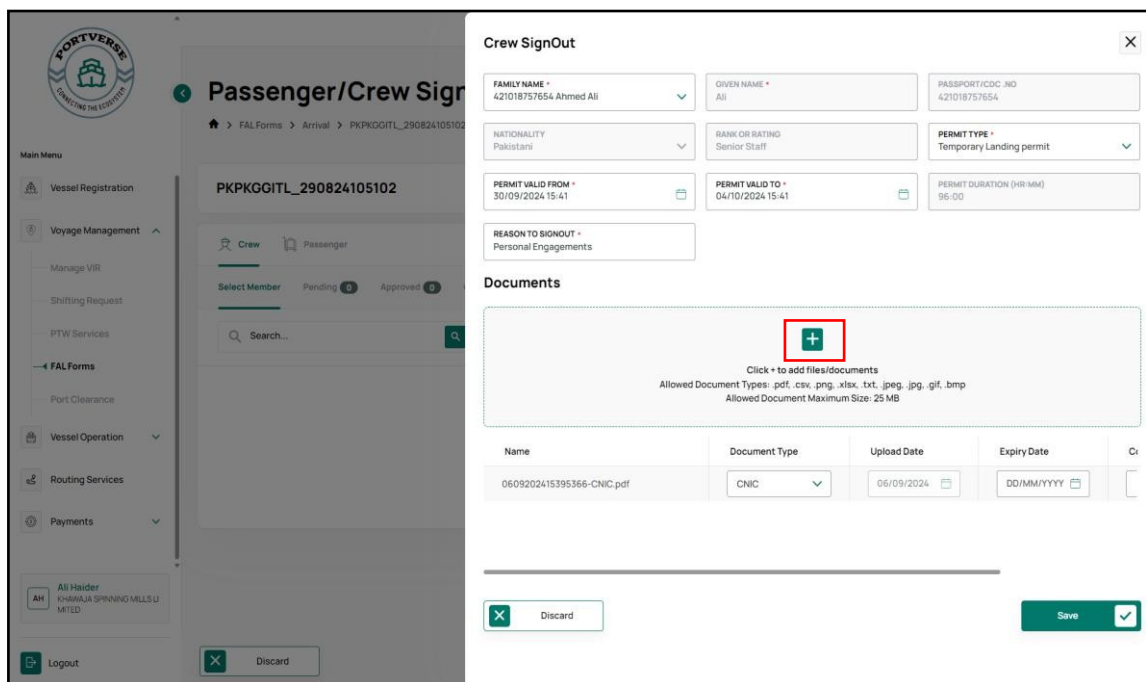 PORTVERSE
CONNECTING THE ECOSYSTEM
Main Menu
Vessel Registration
Voyage Management
Manage VIR
Shifting Request
PTW Services
FAL Forms
Port Clearance
Vessel Operation
Routing Services
Payments
AH
Ali Haider
KHAWAJA SPINNING MILLS LI
MITED
Logout
Passenger/Crew Sign
> FAL Forms > Arrival > PKPKGGITL_290824105102
PKPKGGITL_290824105102
Crew Passenger
Select Member Pending 0 Approved 0
Search...
Discard
Crew SignOut
FAMILY NAME * GIVEN NAME * PASSPORT/CDC .NO
421018757654 Ahmed Ali Ali 421018757654
NATIONALITY RANK OR RATING PERMIT TYPE *
Pakistani Senior Staff Temporary Landing permit
PERMIT VALID FROM * PERMIT VALID TO * PERMIT DURATION (HR:MM)
30/09/2024 15:41 04/10/2024 15:41 96:00
REASON TO SIGNOUT *
Personal Engagements
Documents
Click + to add files/documents
Allowed Document Types: .pdf, .csv, .png, .xlsx, .txt, .jpeg, .jpg, .gif, .bmp
Allowed Document Maximum Size: 25 MB
Name Document Type Upload Date Expiry Date
0609202415395366-CNIC.pdf CNIC 06/09/2024 DD/MM/YYYY
Discard Save